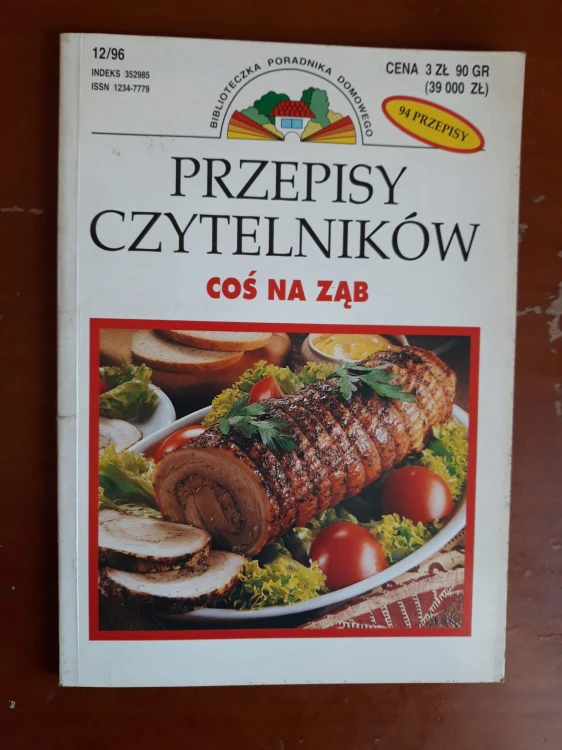 12/96
INDEKS 352985
ISSN 1234-7779
BIBLIOTECZKA PORADNIKA DOMOWEGO
CENA 3 ZŁ 90 GR
(39 000 ZŁ)
94 PRZEPISY
PRZEPISY
CZYTELNIKÓW
COŚ NA ZĄB